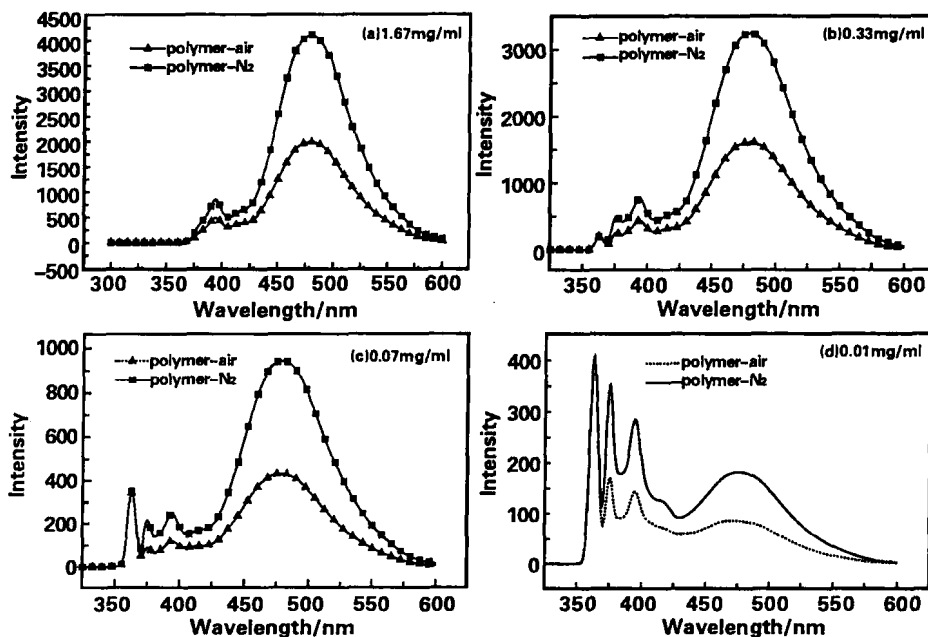 4500
4000
3500
3000
2500
2000
1500
1000
500
0
−500
Intensity
polymer-air
polymer-N2
(a)1.67mg/ml
300 350 400 450 500 550 600
Wavelength/nm
3000
2000
1000
0
Intensity
polymer-air
polymer-N2
(b)0.33mg/ml
350 400 450 500 550 600
Wavelength/nm
1000
800
600
400
200
0
Intensity
polymer-air
polymer-N2
(c)0.07mg/ml
350 400 450 500 550 600
Wavelength/nm
400
300
200
100
0
Intensity
polymer-air
polymer-N2
(d)0.01mg/ml
350 400 450 500 550 600
Wavelength/nm